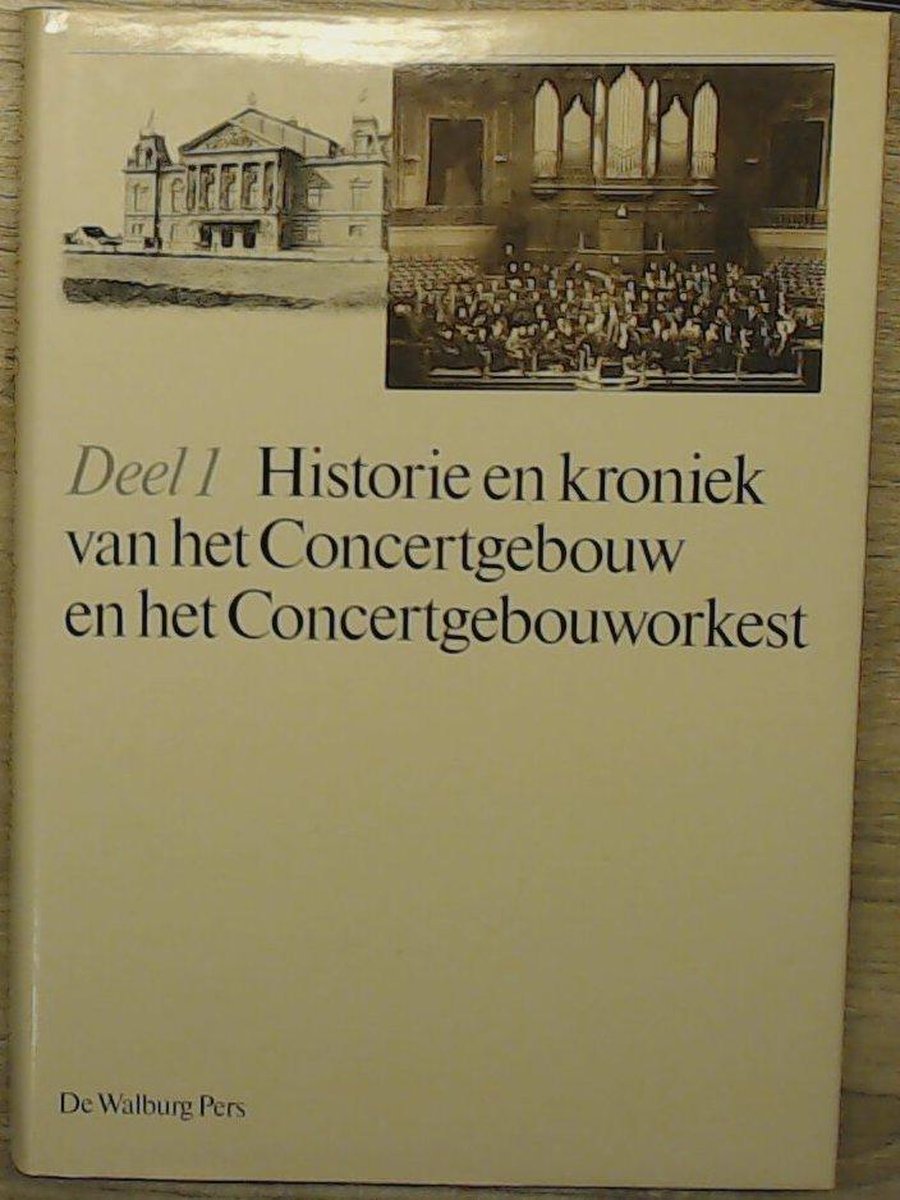 Deel 1 Historie en kroniek
van het Concertgebouw
en het Concertgebouworkest
De Walburg Pers